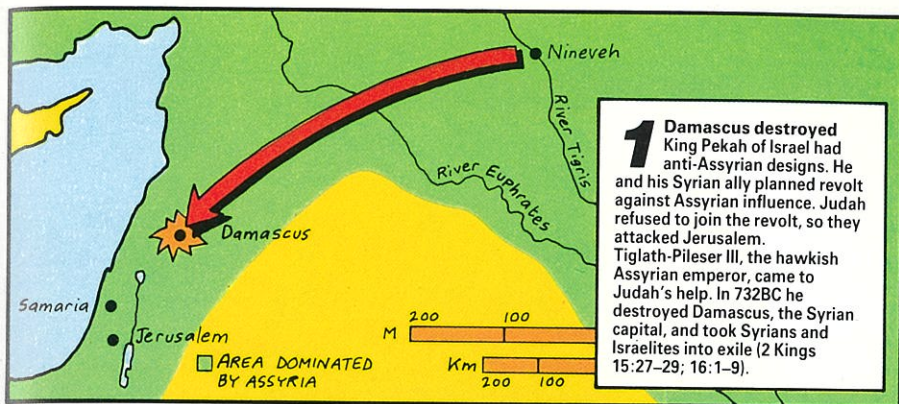 Nineveh
River Tigris
River Euphrates
Damascus
Samaria
Jerusalem
AREA DOMINATED
BY ASSYRIA
200 100
M
Km
200 100
1 Damascus destroyed
King Pekah of Israel had
anti-Assyrian designs. He
and his Syrian ally planned revolt
against Assyrian influence. Judah
refused to join the revolt, so they
attacked Jerusalem.
Tiglath-Pileser III, the hawkish
Assyrian emperor, came to
Judah's help. In 732BC he
destroyed Damascus, the Syrian
capital, and took Syrians and
Israelites into exile (2 Kings
15:27–29; 16:1–9).